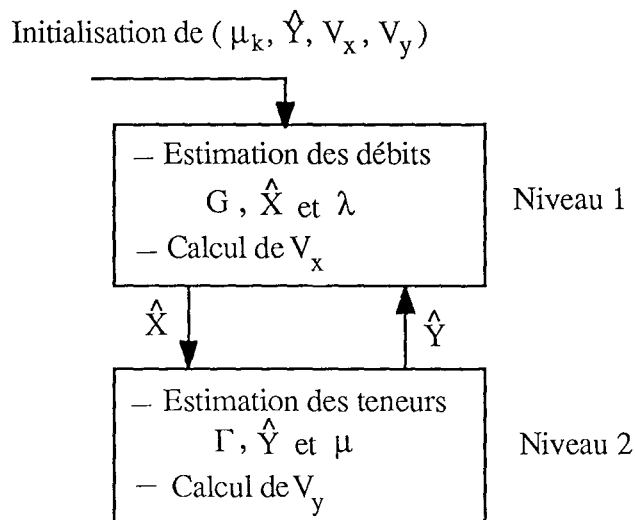 Initialisation de ( μk, Ŷ, Vx , Vy )
– Estimation des débits
G , X̂ et λ
– Calcul de Vx
Niveau 1
X̂
Ŷ
– Estimation des teneurs
Γ, Ŷ et μ
– Calcul de Vy
Niveau 2